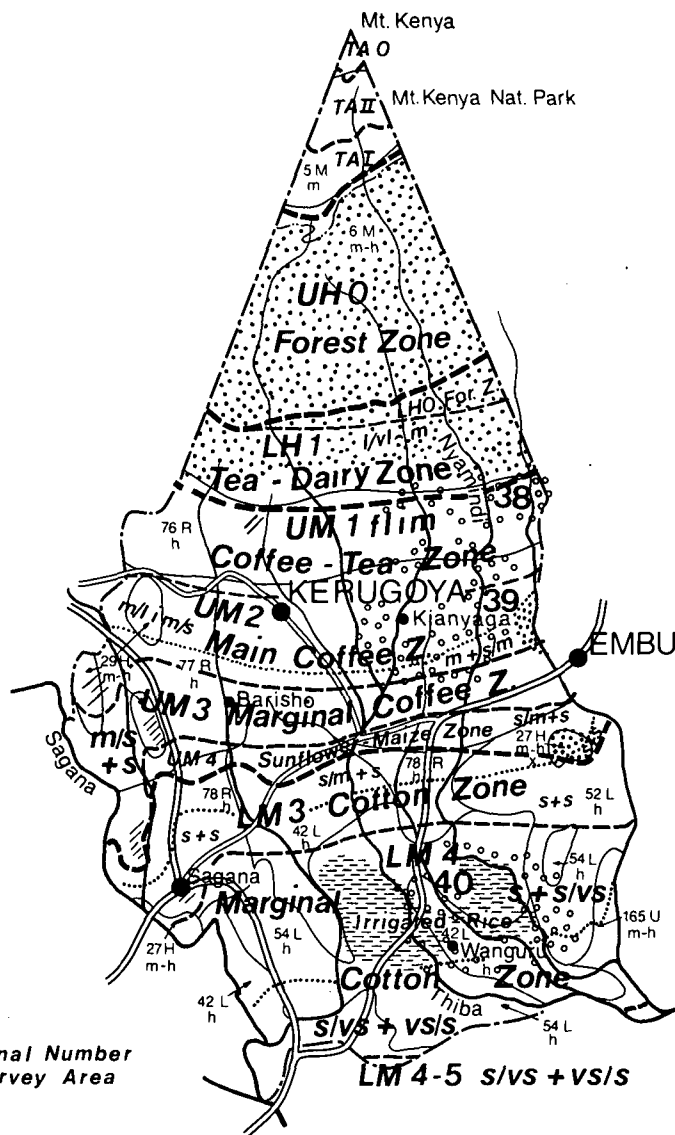 Mt. Kenya
TA 0
TA II
Mt. Kenya Nat. Park
TA I
5 M
m
6 M
m-h
UH 0
Forest Zone
LH0 For. Z.
LH 1
l/vl - m
Tea - Dairy Zone
Nyamindi
38
76 R
h
UM 1 f l i m
Coffee - Tea Zone
KERUGOYA
39
m/l i m/s
UM 2
Kianyaga
Main Coffee Z.
m + s/m
EMBU
29 H
m-h
77 R
h
UM 3 Marginal Coffee Z.
Barisho
Sagana
m/s
+ s
UM 4
Sunflower - Maize Zone
s/m + s
27 H
m-h
s/m + s
78 R
h
78 R
h
LM 3 Cotton Zone
52 L
h
s + s
s + s
42 L
h
LM 4
54 L
h
Sagana
40
s + s/vs
Marginal
Irrigated - Rice
54 L
h
42 L
h
Wanguru
165 U
m-h
27 H
m-h
Cotton Zone
42 L
h
Thiba
54 L
h
s/vs + vs/s
nal Number
rvey Area
LM 4-5 s/vs + vs/s